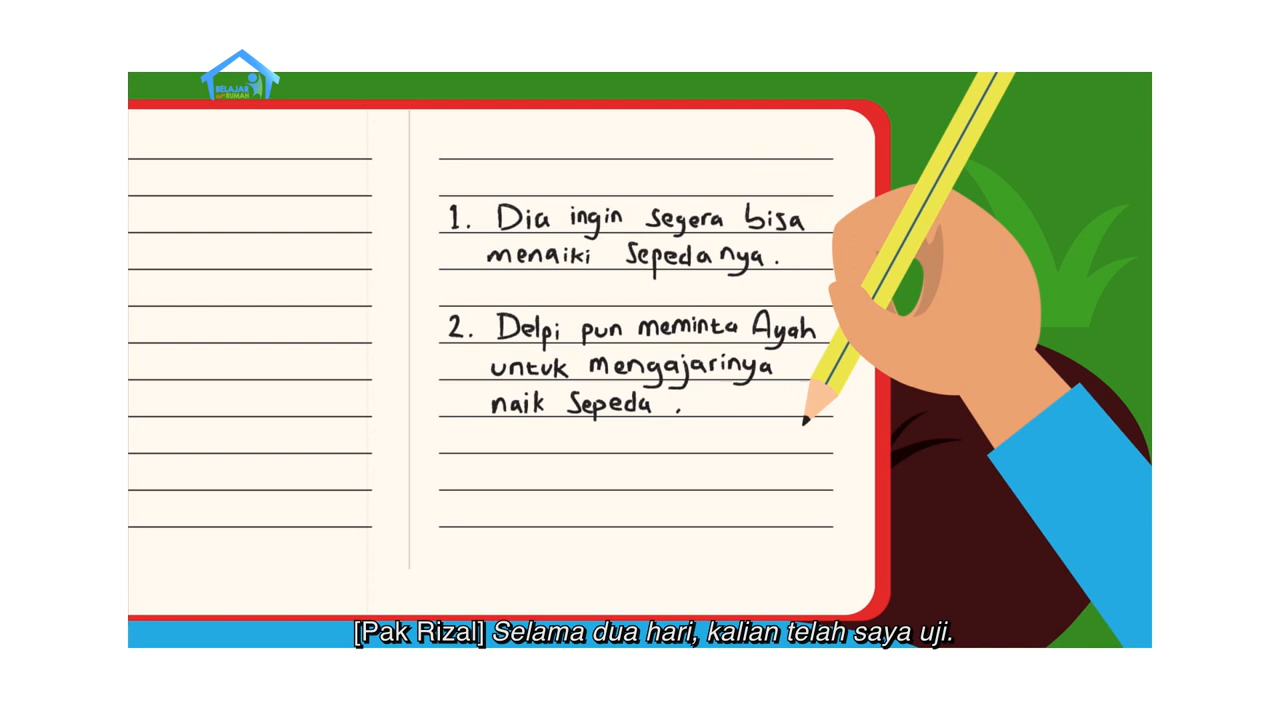 BELAJAR
dari RUMAH
1. Dia ingin segera bisa
menaiki Sepedanya.
2. Delpi pun meminta Ayah
untuk mengajarinya
naik Sepeda.
[Pak Rizal] Selama dua hari, kalian telah saya uji.